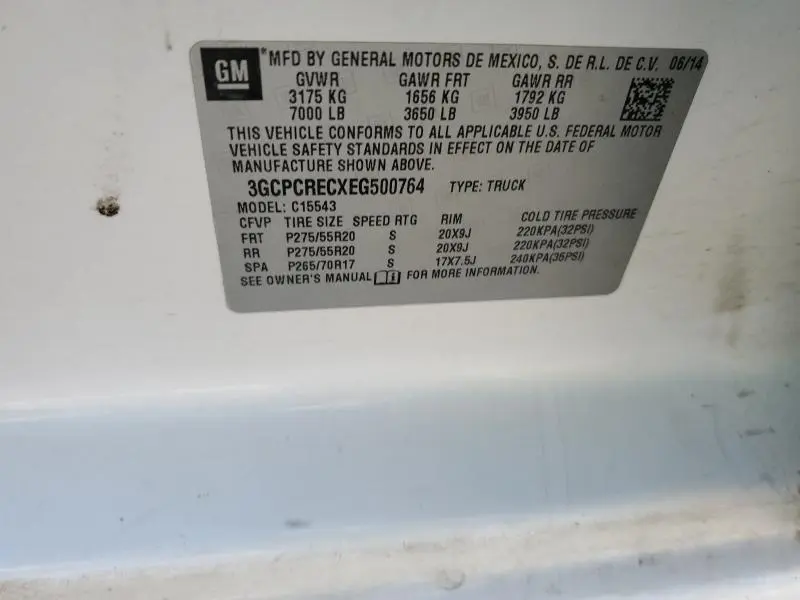 GM
*MFD BY GENERAL MOTORS DE MEXICO, S. DE R.L. DE C.V. 06/14
GVWR GAWR FRT GAWR RR
3175 KG 1656 KG 1792 KG
7000 LB 3650 LB 3950 LB
THIS VEHICLE CONFORMS TO ALL APPLICABLE U.S. FEDERAL MOTOR
VEHICLE SAFETY STANDARDS IN EFFECT ON THE DATE OF
MANUFACTURE SHOWN ABOVE.
3GCPCRECXEG500764 TYPE: TRUCK
MODEL: C15543
CFVP TIRE SIZE SPEED RTG RIM COLD TIRE PRESSURE
FRT P275/55R20 S 20X9J 220KPA(32PSI)
RR P275/55R20 S 20X9J 220KPA(32PSI)
SPA P265/70R17 S 17X7.5J 240KPA(35PSI)
SEE OWNER'S MANUAL FOR MORE INFORMATION.